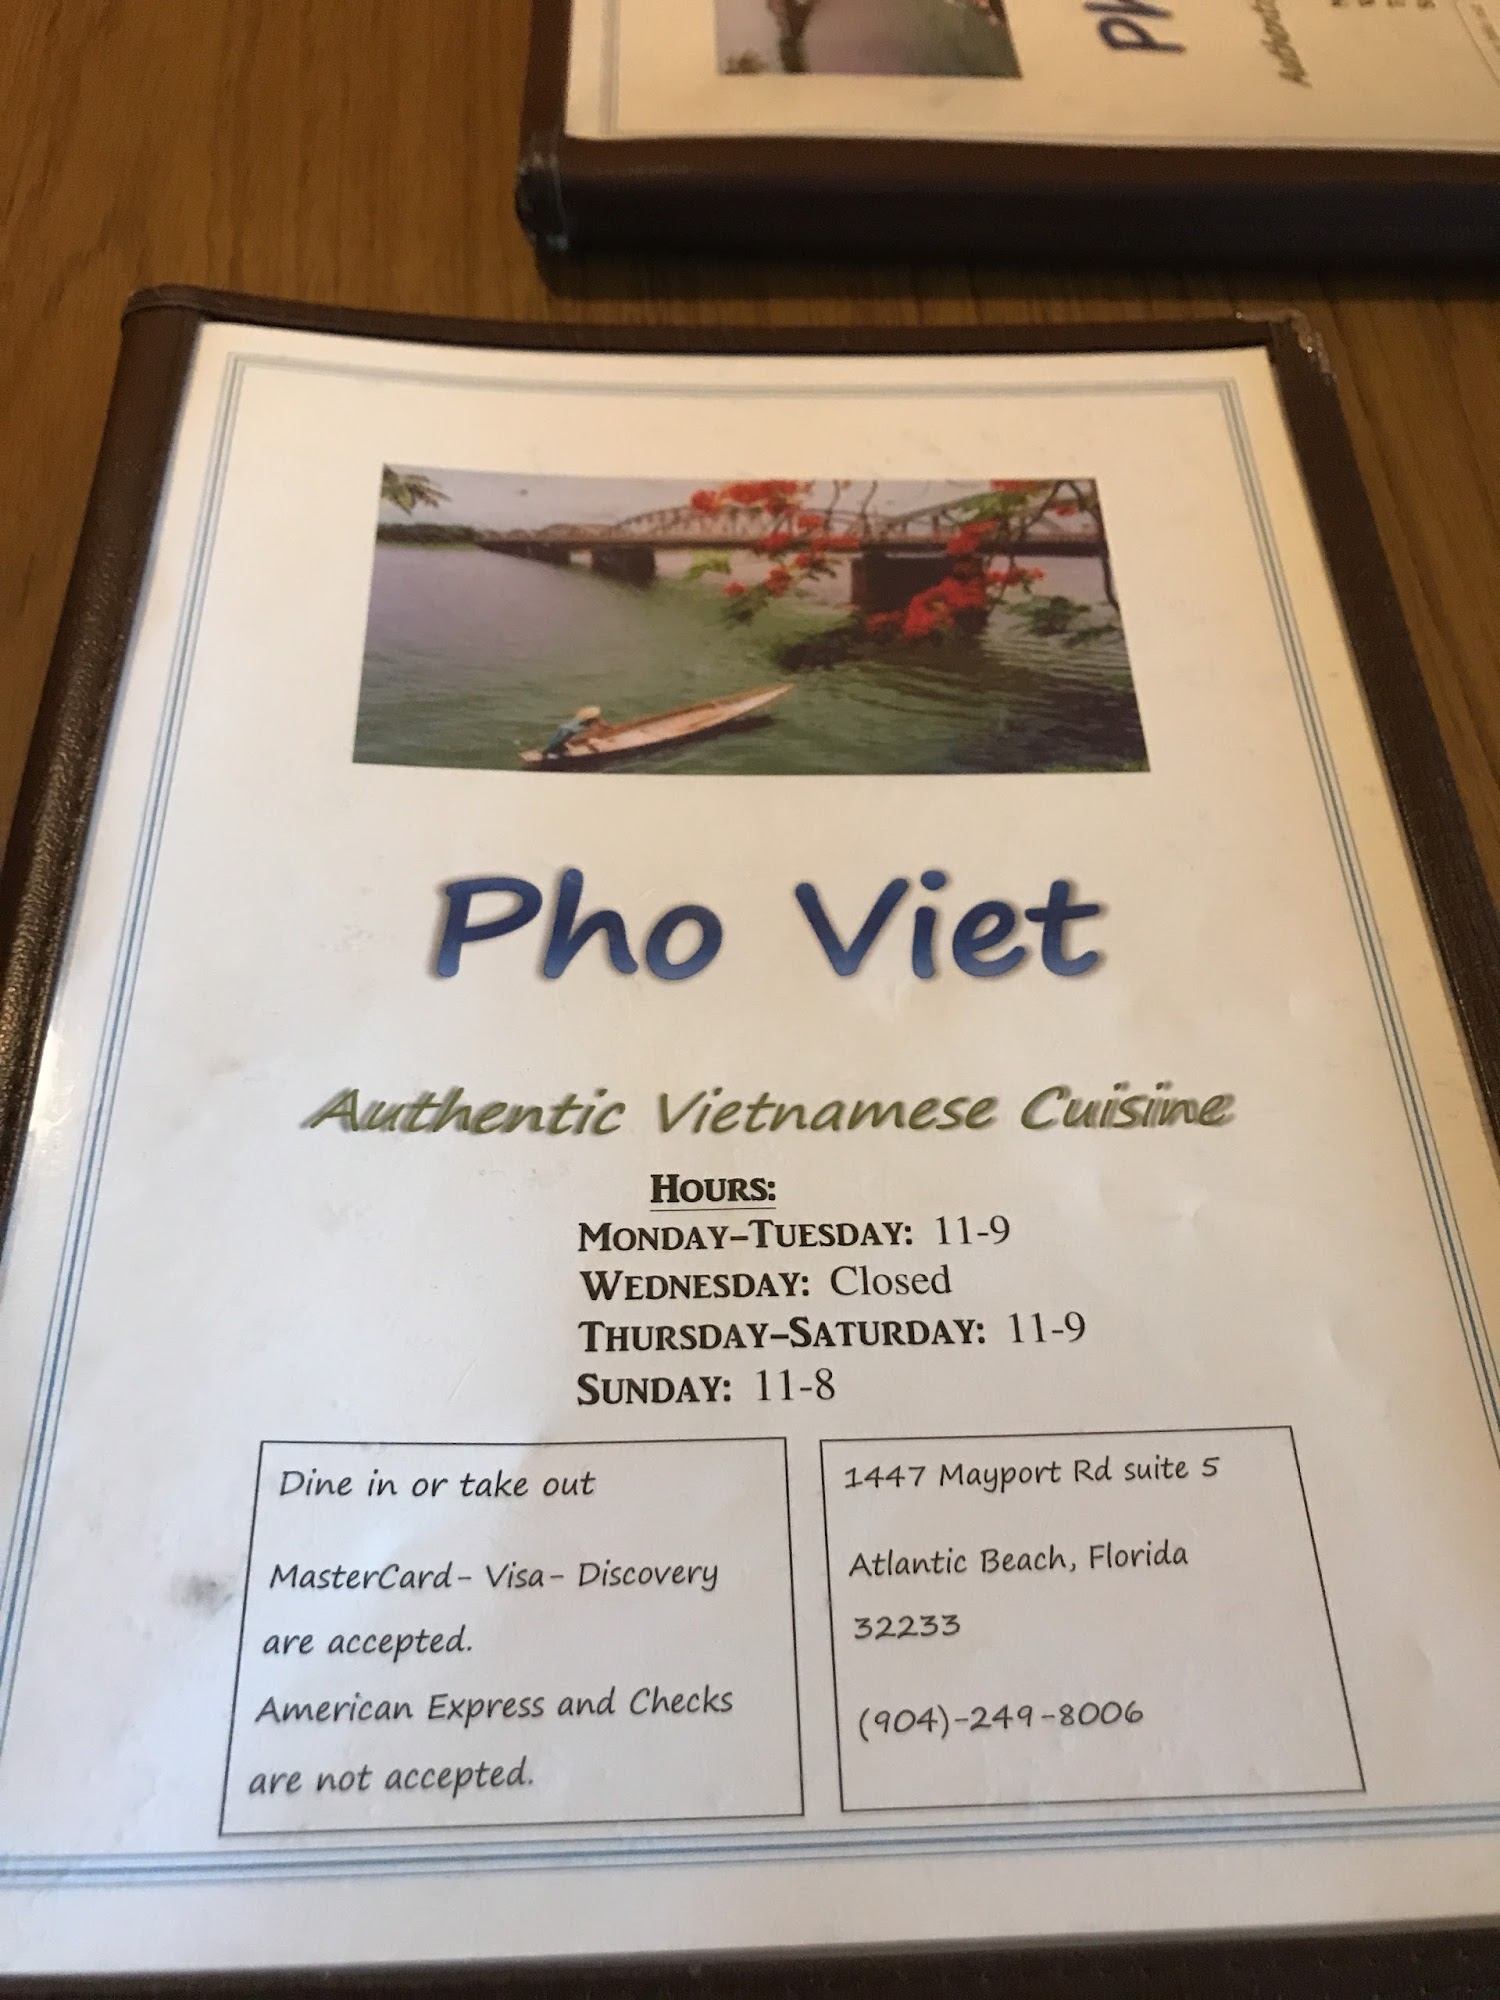 Ph
Pho Viet
Authentic Vietnamese Cuisine
HOURS:
MONDAY–TUESDAY: 11-9
WEDNESDAY: Closed
THURSDAY–SATURDAY: 11-9
SUNDAY: 11-8
Dine in or take out
MasterCard- Visa- Discovery
are accepted.
American Express and Checks
are not accepted.
1447 Mayport Rd suite 5
Atlantic Beach, Florida
32233
(904)-249-8006